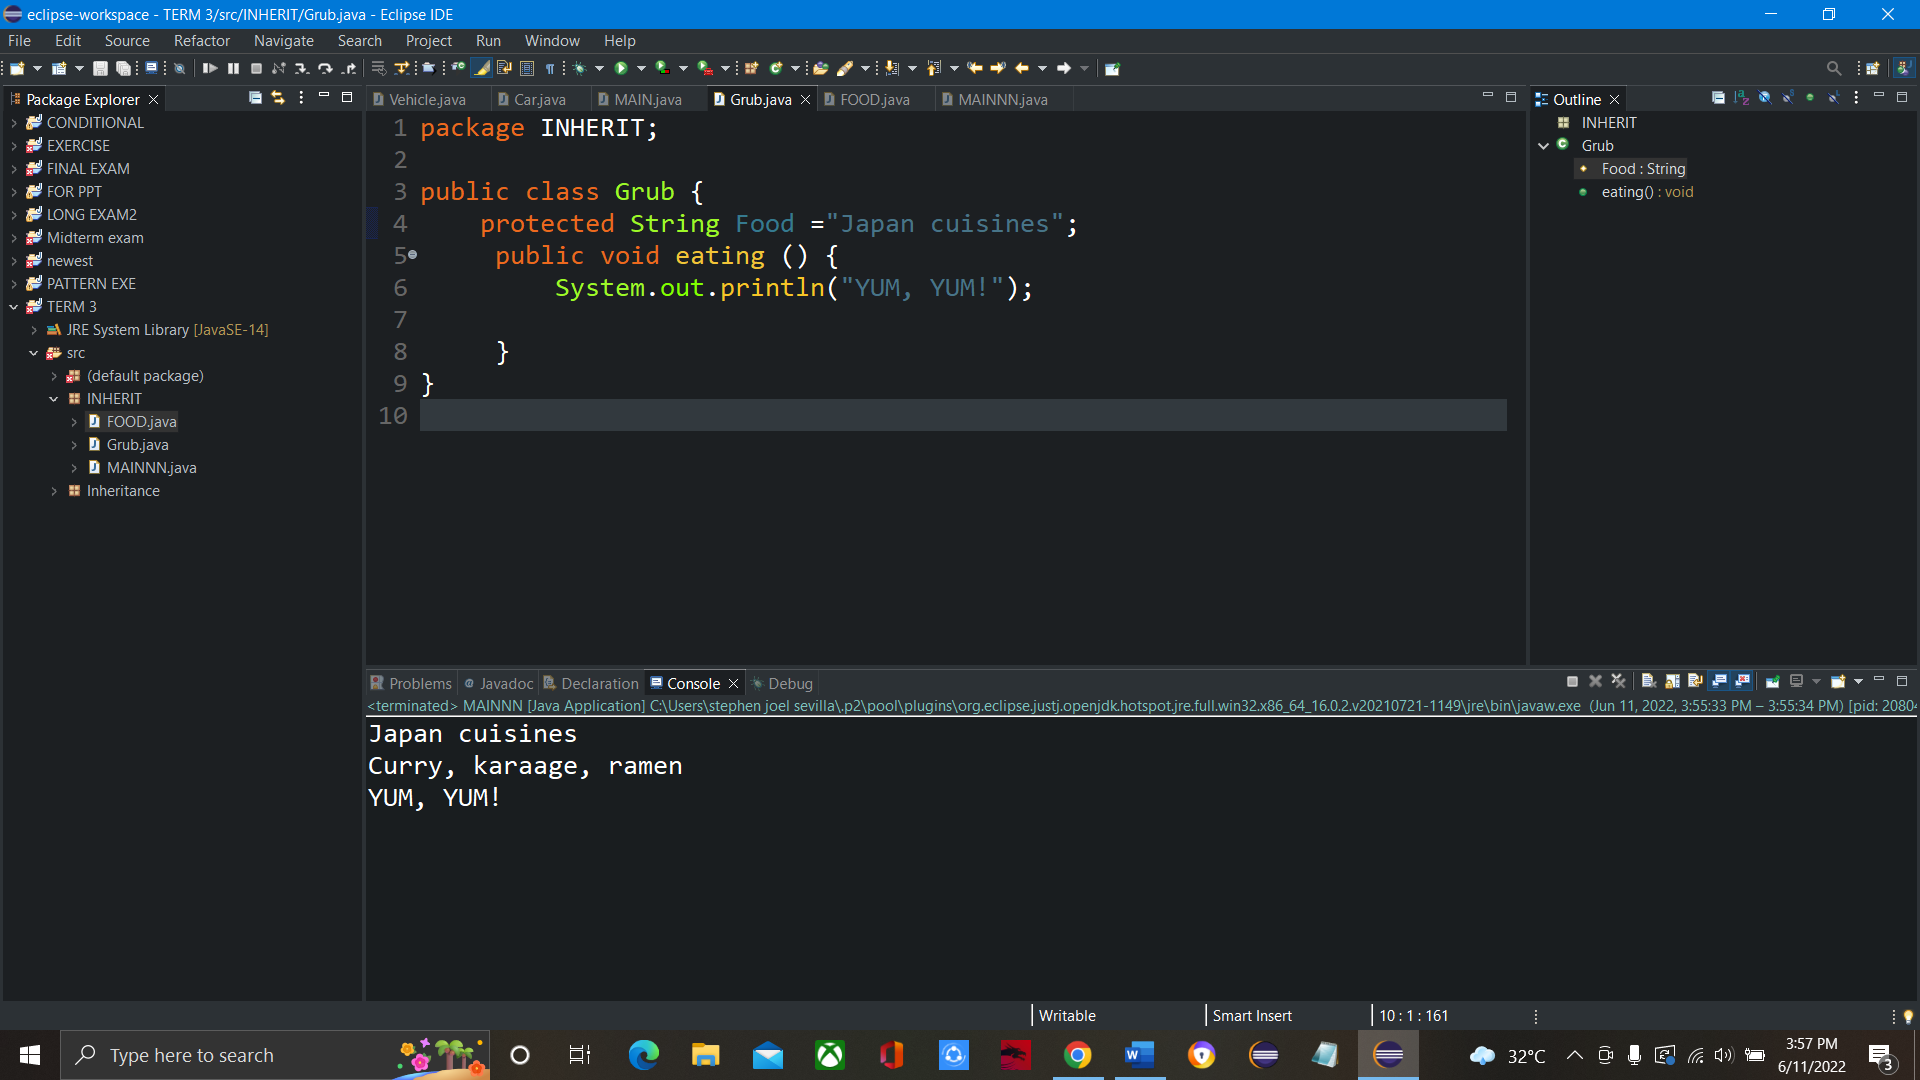 eclipse-workspace - TERM 3/src/INHERIT/Grub.java - Eclipse IDE
File Edit Source Refactor Navigate Search Project Run Window Help
Package Explorer
CONDITIONAL
EXERCISE
FINAL EXAM
FOR PPT
LONG EXAM2
Midterm exam
newest
PATTERN EXE
TERM 3
JRE System Library [JavaSE-14]
src
(default package)
INHERIT
FOOD.java
Grub.java
MAINNN.java
Inheritance
Vehicle.java Car.java MAIN.java Grub.java FOOD.java MAINNN.java
1 package INHERIT;
2
3 public class Grub {
4 protected String Food ="Japan cuisines";
5 public void eating () {
6 System.out.println("YUM, YUM!");
7
8 }
9 }
10
Outline
INHERIT
Grub
Food : String
eating() : void
Problems Javadoc Declaration Console Debug
<terminated> MAINNN [Java Application] C:\Users\stephen joel sevilla\.p2\pool\plugins\org.eclipse.justj.openjdk.hotspot.jre.full.win32.x86_64_16.0.2.v20210721-1149\jre\bin\javaw.exe (Jun 11, 2022, 3:55:33 PM – 3:55:34 PM) [pid: 20804
Japan cuisines
Curry, karaage, ramen
YUM, YUM!
Writable Smart Insert 10 : 1 : 161
Type here to search
32°C
3:57 PM
6/11/2022
3